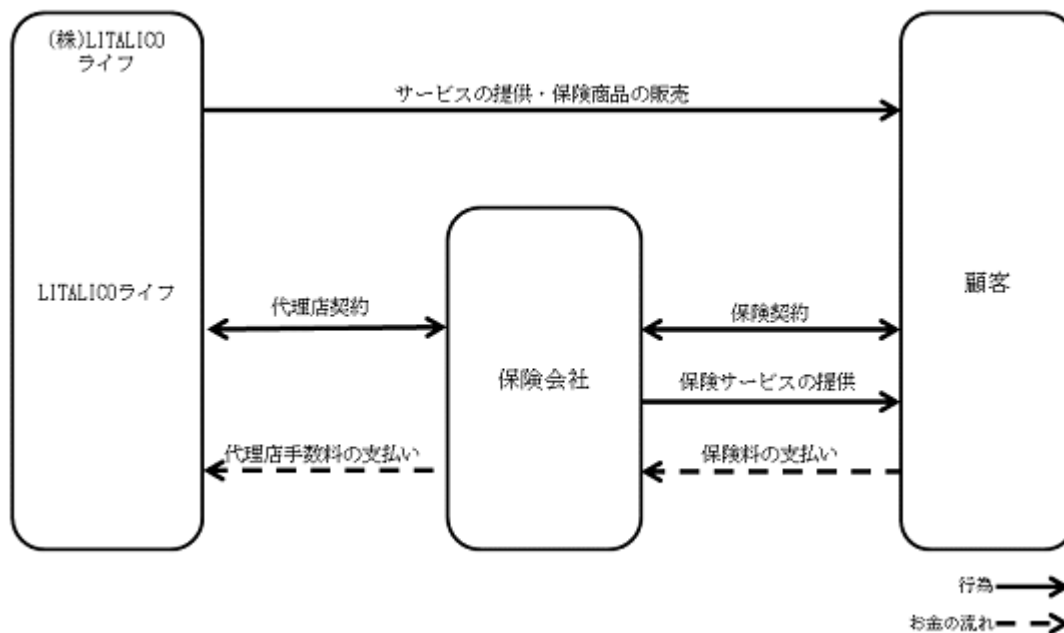 (株)LITALICO
ライフ
サービスの提供・保険商品の販売
LITALICOライフ
代理店契約
保険会社
保険契約
顧客
保険サービスの提供
代理店手数料の支払い
保険料の支払い
行為
お金の流れ